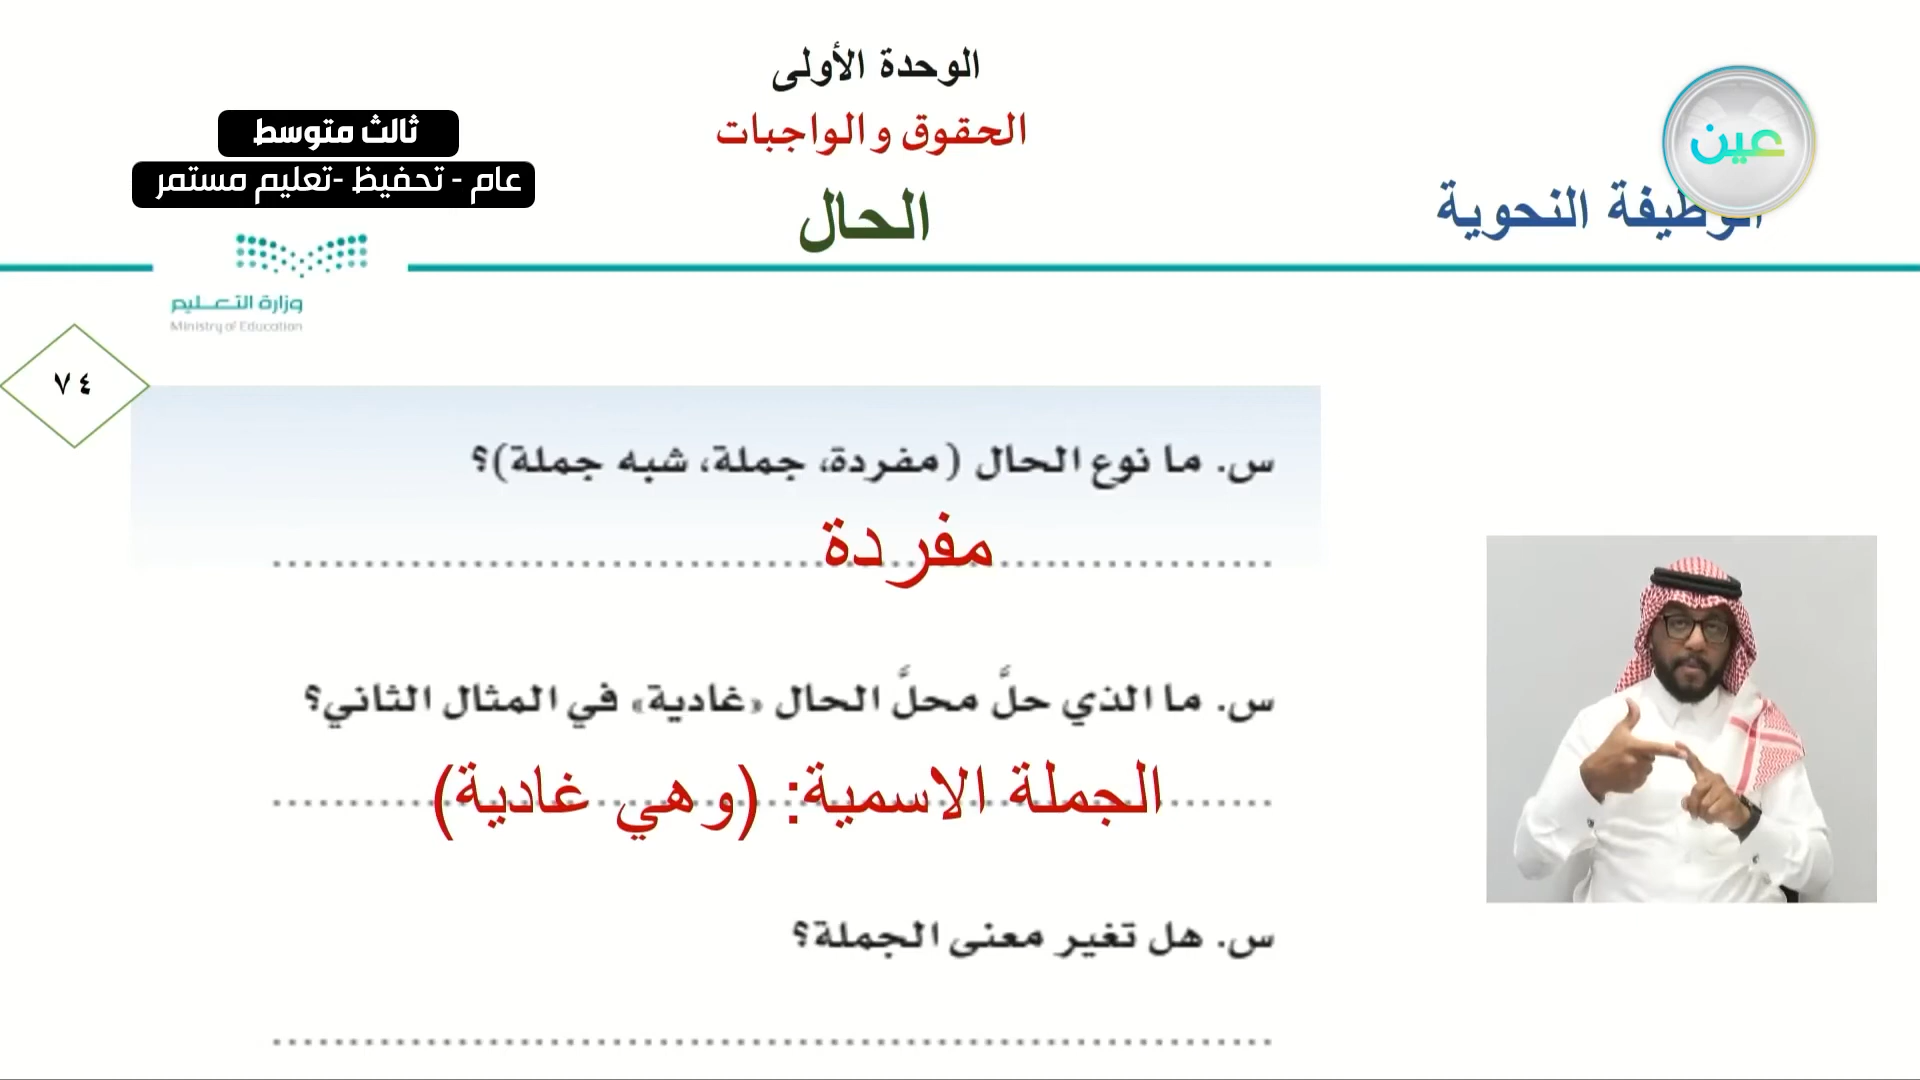 الوحدة الأولى
الحقوق والواجبات
الحال
عين
الوظيفة النحوية
ثالث متوسط
عام - تحفيظ -تعليم مستمر
وزارة التعليم
Ministry of Education
٧٤
س. ما نوع الحال (مفردة، جملة، شبه جملة)؟
مفردة
س. ما الذي حلَّ محلَّ الحال «غادية» في المثال الثاني؟
الجملة الاسمية: (وهي غادية)
س. هل تغير معنى الجملة؟